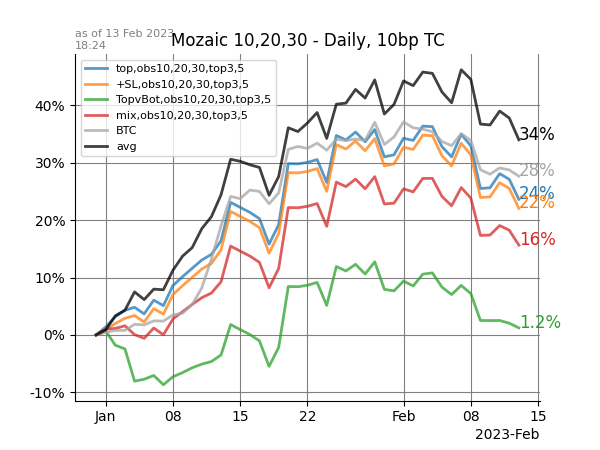 as of 13 Feb 2023
18:24
Mozaic 10,20,30 - Daily, 10bp TC
top,obs10,20,30,top3,5
+SL,obs10,20,30,top3,5
TopvBot,obs10,20,30,top3,5
mix,obs10,20,30,top3,5
BTC
avg
40%
30%
20%
10%
0%
-10%
34%
28%
24%
22%
16%
1.2%
Jan 08 15 22 Feb 08 15
2023-Feb